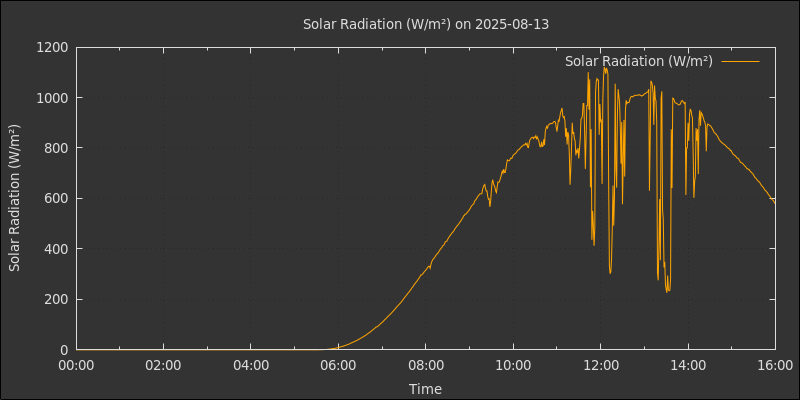 Solar Radiation (W/m²) on 2025-08-13
Solar Radiation (W/m²)
Solar Radiation (W/m²)
1200
1000
800
600
400
200
0
00:00 02:00 04:00 06:00 08:00 10:00 12:00 14:00 16:00
Time